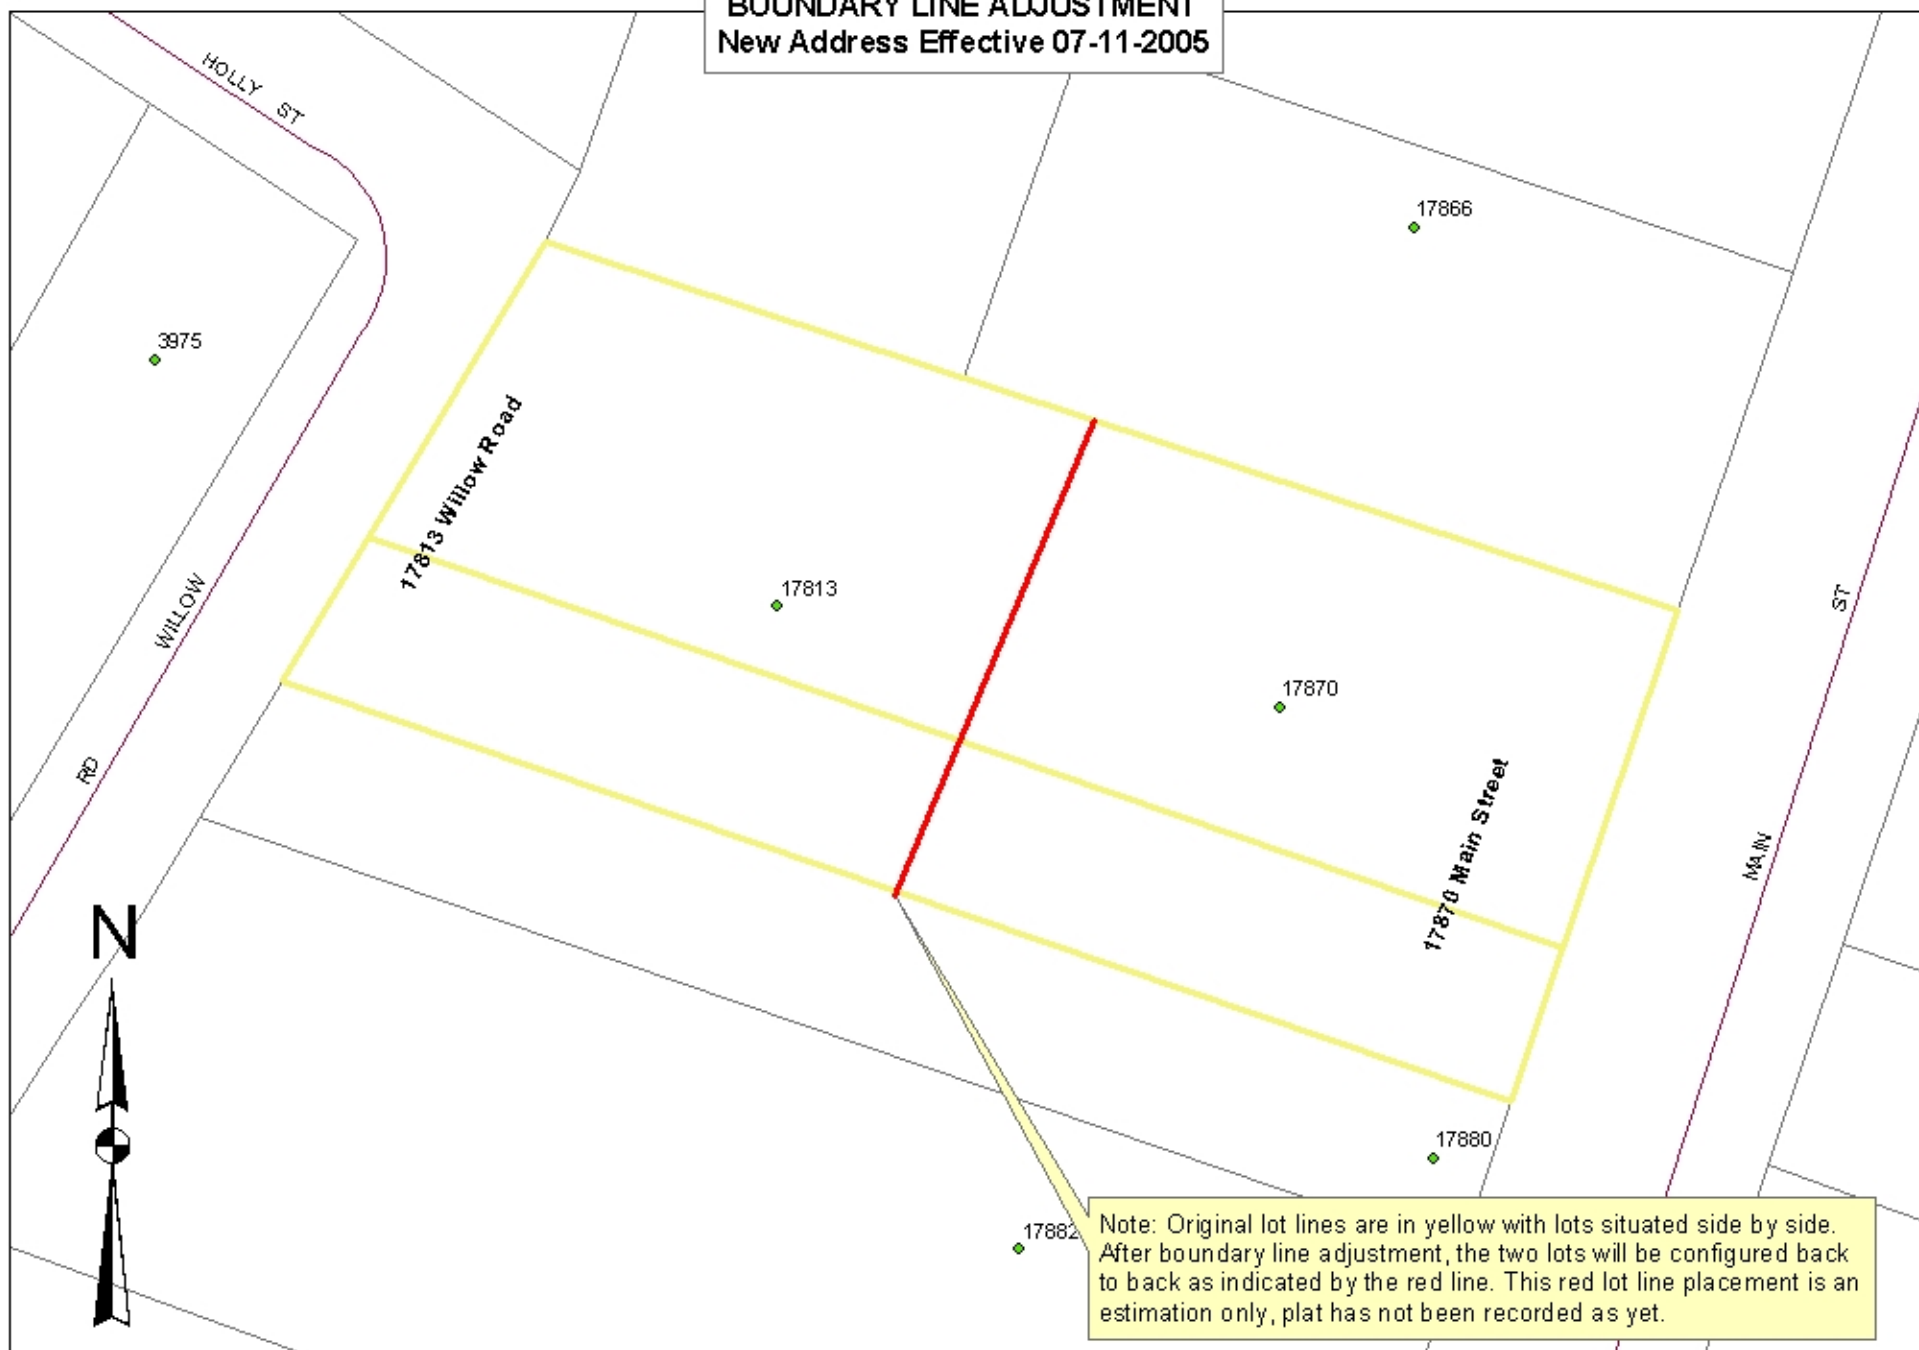 BOUNDARY LINE ADJUSTMENT
New Address Effective 07-11-2005
HOLLY ST
17866
3975
17813 Willow Road
17813
WILLOW RD
ST
17870
17870 Main Street
MAIN
N
17880
17882
Note: Original lot lines are in yellow with lots situated side by side.
After boundary line adjustment, the two lots will be configured back
to back as indicated by the red line. This red lot line placement is an
estimation only, plat has not been recorded as yet.